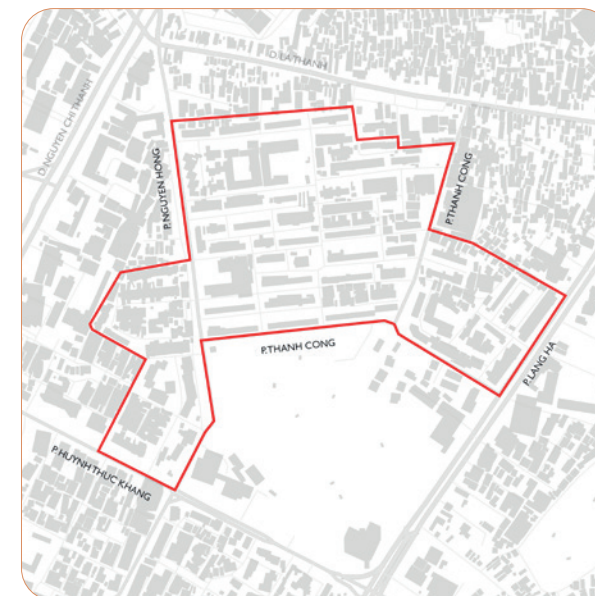 D.LA THANH
D.NGUYEN CHI THANH
P.NGUYEN HONG
P.THANH CONG
P.THANH CONG
P.LANG HA
P.HUYNH THUC KHANG